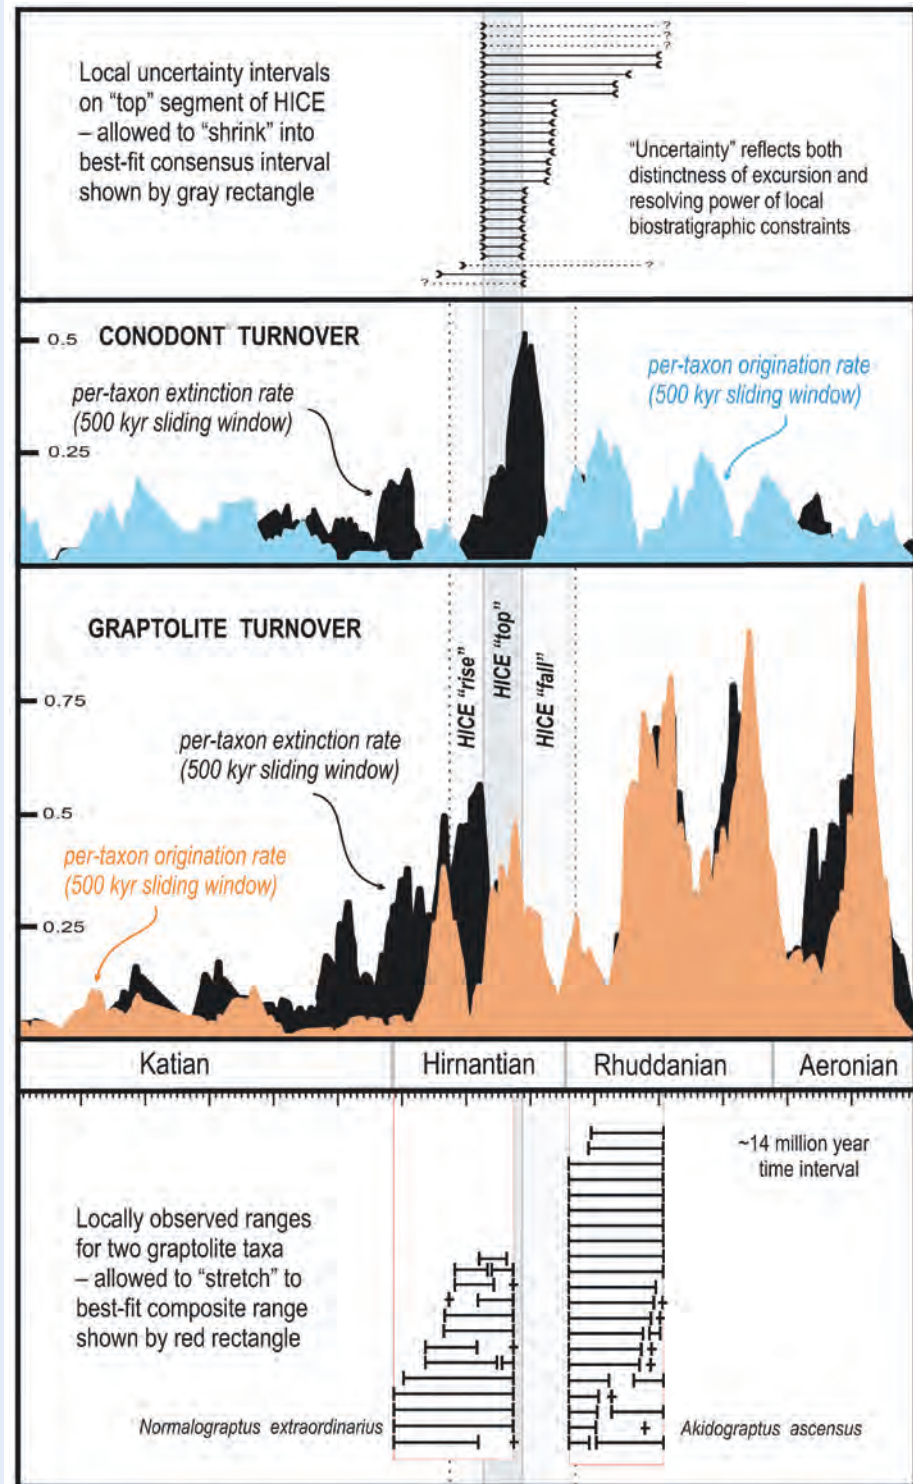 Local uncertainty intervals
on “top” segment of HICE
– allowed to “shrink” into
best-fit consensus interval
shown by gray rectangle
?
?
?
“Uncertainty” reflects both
distinctness of excursion and
resolving power of local
biostratigraphic constraints
?
?
0.5
CONODONT TURNOVER
per-taxon extinction rate
(500 kyr sliding window)
per-taxon origination rate
(500 kyr sliding window)
0.25
GRAPTOLITE TURNOVER
HICE “rise”
HICE “top”
HICE “fall”
0.75
per-taxon extinction rate
(500 kyr sliding window)
0.5
per-taxon origination rate
(500 kyr sliding window)
0.25
Katian
Hirnantian
Rhuddanian
Aeronian
~14 million year
time interval
Locally observed ranges
for two graptolite taxa
– allowed to “stretch” to
best-fit composite range
shown by red rectangle
Normalograptus extraordinarius
Akidograptus ascensus